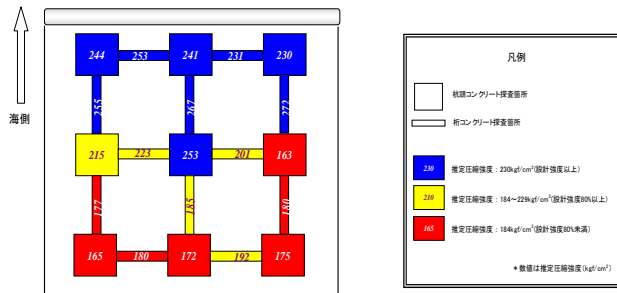 海側
244 253 241 231 230
255 267 272
215 223 253 201 163
177 185 180
165 180 172 192 175
凡例
杭頭コンクリート探査箇所
桁コンクリート探査箇所
230 推定圧縮強度：230kgf/cm²(設計強度以上)
210 推定圧縮強度：184～229kgf/cm²(設計強度80%以上)
165 推定圧縮強度：184kgf/cm²(設計強度80%未満)
＊数値は推定圧縮強度(kgf/cm²)